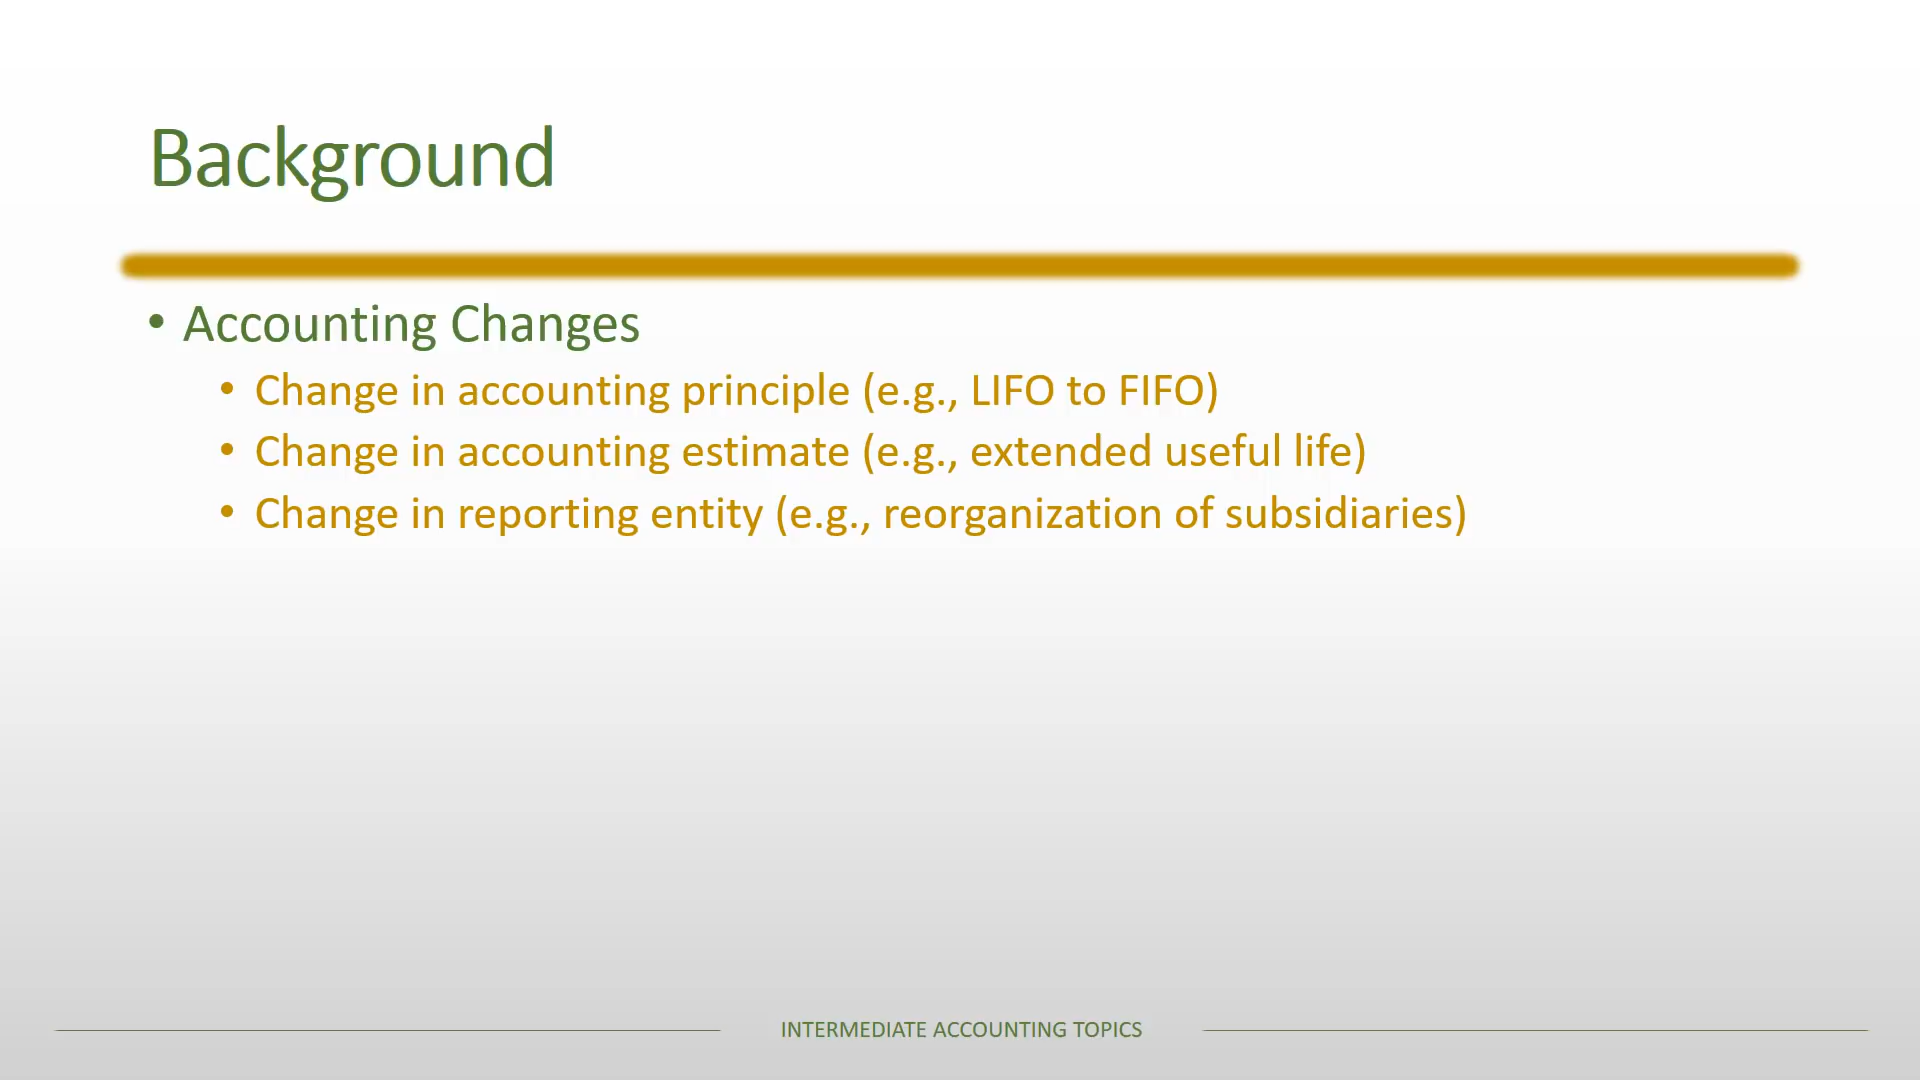 Background
• Accounting Changes
• Change in accounting principle (e.g., LIFO to FIFO)
• Change in accounting estimate (e.g., extended useful life)
• Change in reporting entity (e.g., reorganization of subsidiaries)
INTERMEDIATE ACCOUNTING TOPICS